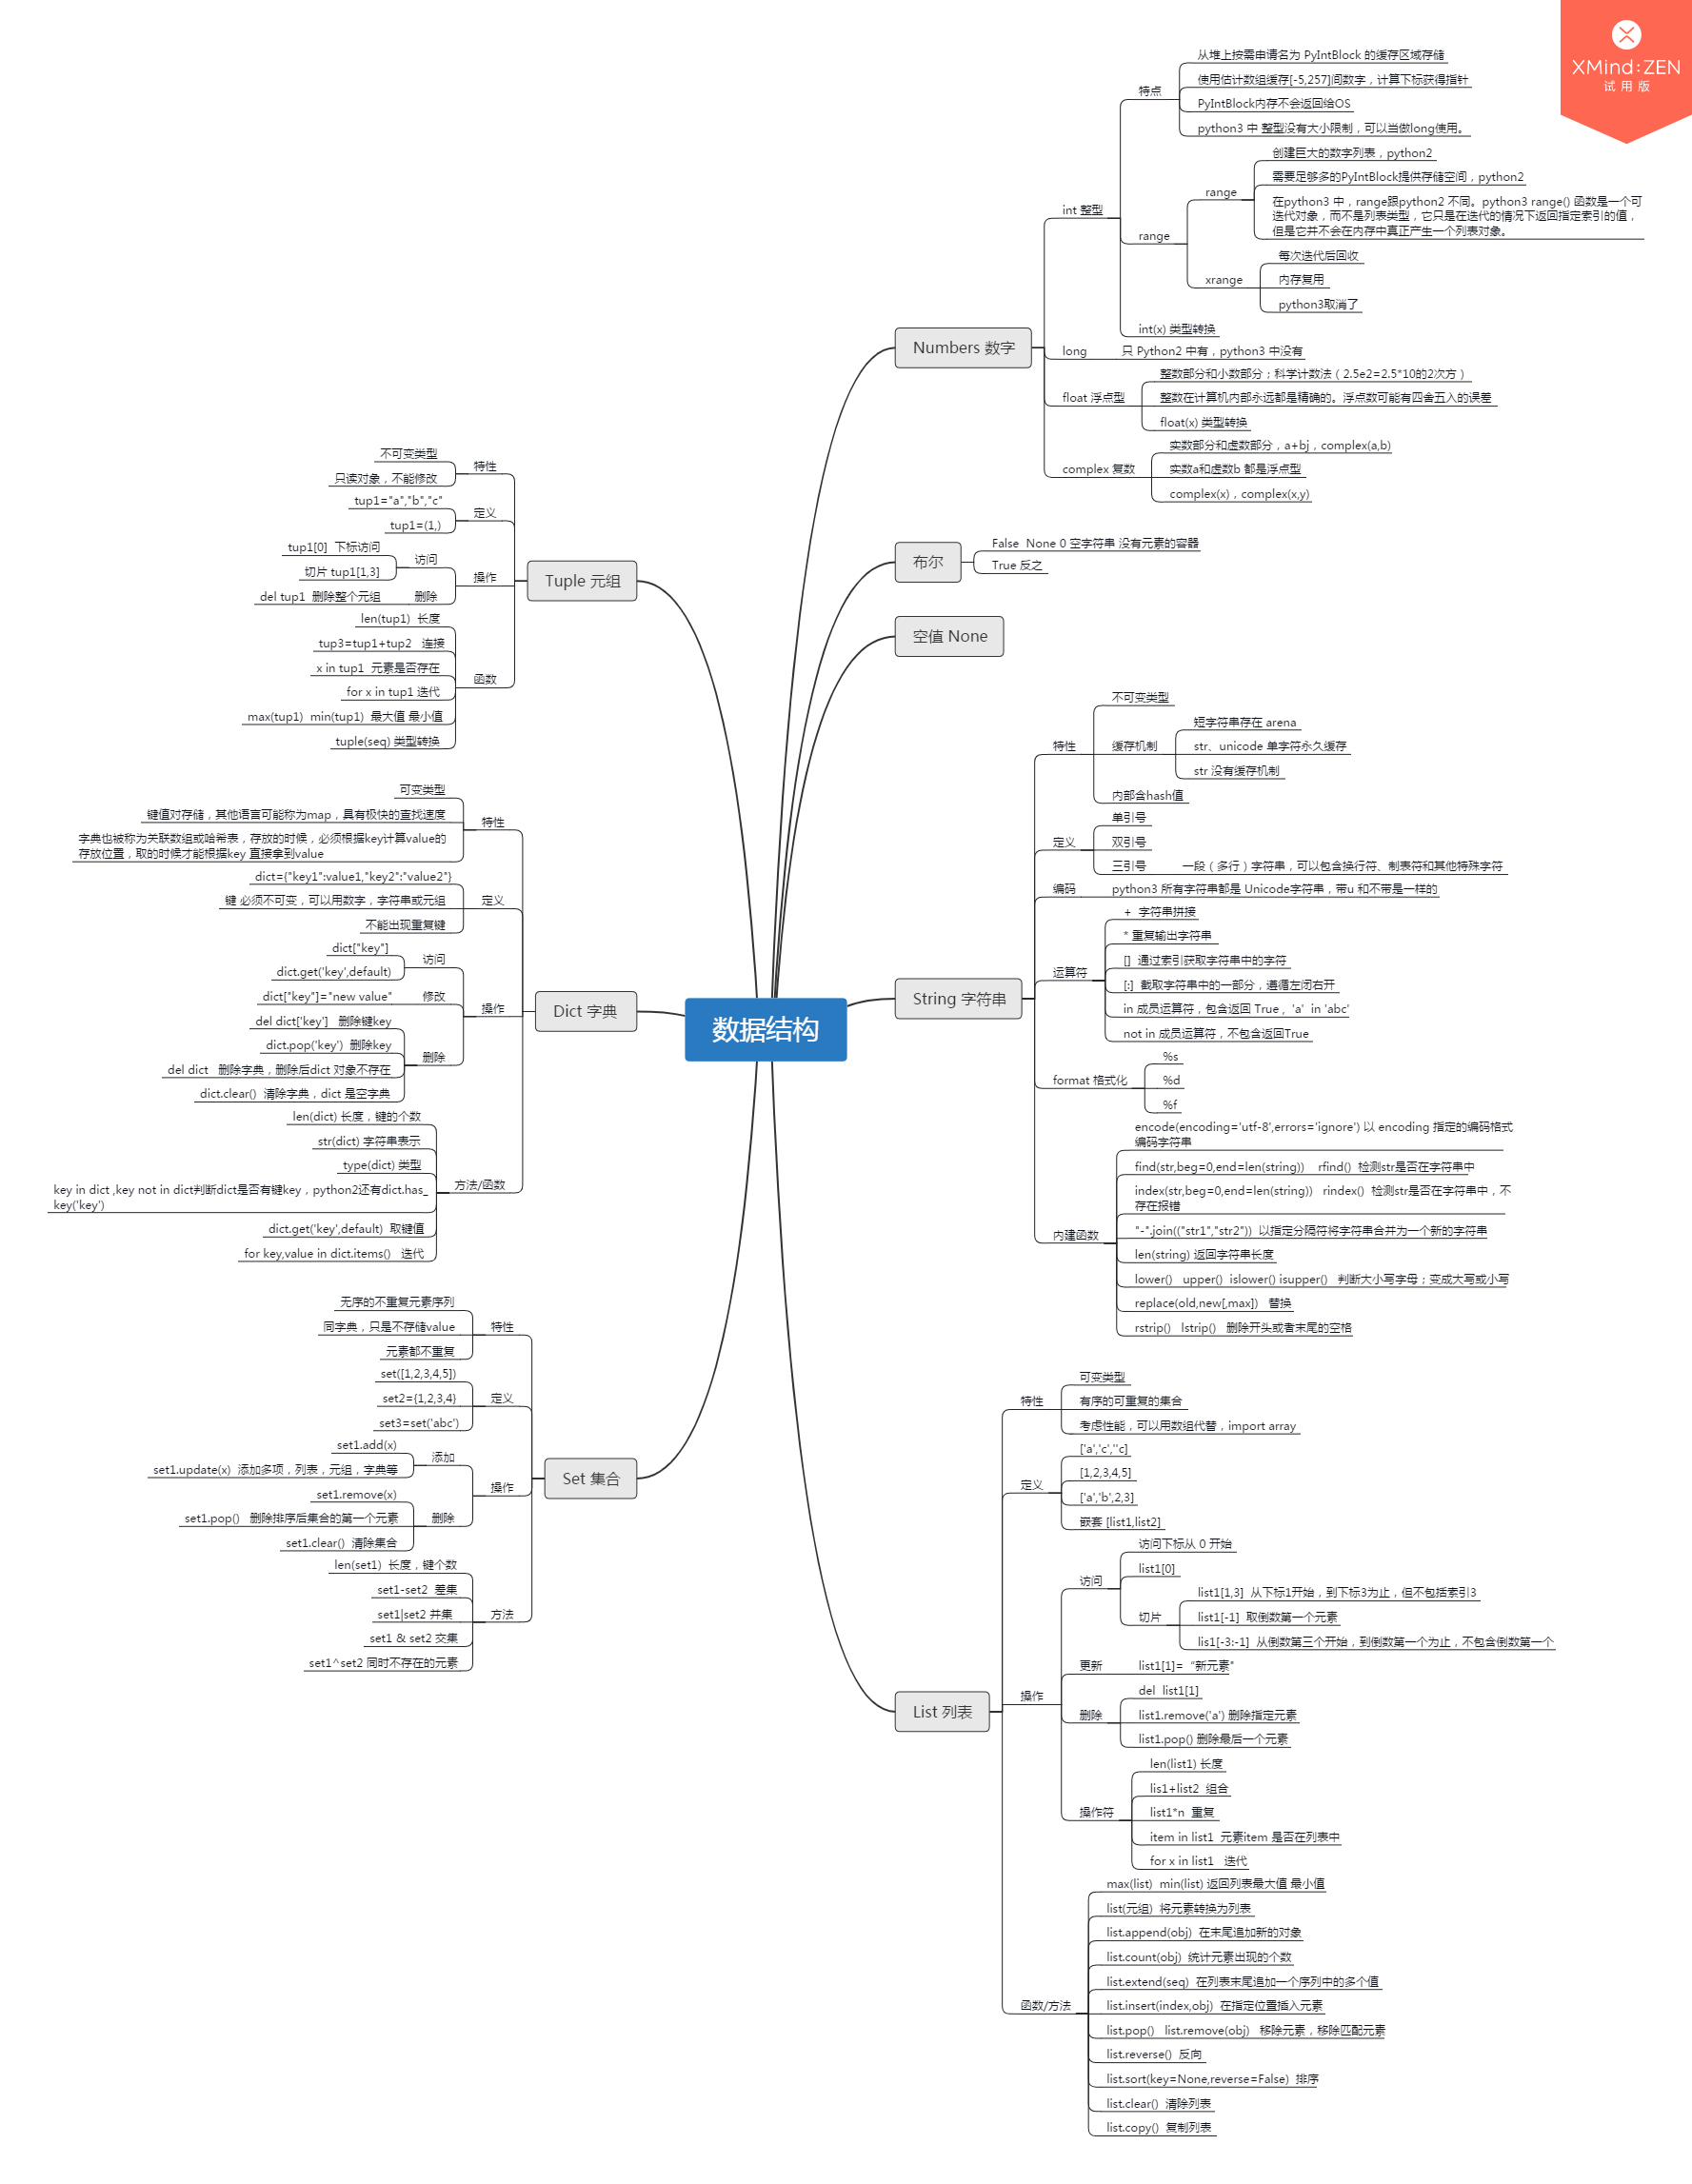 XMind:ZEN
试用版
数据结构
Numbers 数字
int 整型
特点
从堆上按需申请名为 PyIntBlock 的缓存区域存储
使用估计数组缓存[-5,257]间数字，计算下标获得指针
PyIntBlock内存不会返回给OS
python3 中 整型没有大小限制，可以当做long使用。
range
range
创建巨大的数字列表，python2
需要足够多的PyIntBlock提供存储空间，python2
在python3 中，range跟python2 不同。python3 range() 函数是一个可
迭代对象，而不是列表类型，它只是在迭代的情况下返回指定索引的值，
但是它并不会在内存中真正产生一个列表对象。
xrange
每次迭代后回收
内存复用
python3取消了
int(x) 类型转换
long
只 Python2 中有，python3 中没有
float 浮点型
整数部分和小数部分；科学计数法（2.5e2=2.5*10的2次方）
整数在计算机内部永远都是精确的。浮点数可能有四舍五入的误差
float(x) 类型转换
complex 复数
实数部分和虚数部分，a+bj，complex(a,b)
实数a和虚数b 都是浮点型
complex(x)，complex(x,y)
布尔
False  None 0 空字符串 没有元素的容器
True 反之
空值 None
String 字符串
特性
不可变类型
缓存机制
短字符串存在 arena
str、unicode 单字符永久缓存
str 没有缓存机制
内部含hash值
定义
单引号
双引号
三引号
一段（多行）字符串，可以包含换行符、制表符和其他特殊字符
编码
python3 所有字符串都是 Unicode字符串，带u 和不带是一样的
运算符
+  字符串拼接
* 重复输出字符串
[]  通过索引获取字符串中的字符
[:]  截取字符串中的一部分，遵循左闭右开
in 成员运算符，包含返回 True ,  'a'  in 'abc'
not in 成员运算符，不包含返回True
format 格式化
%s
%d
%f
内建函数
encode(encoding='utf-8',errors='ignore') 以 encoding 指定的编码格式
编码字符串
find(str,beg=0,end=len(string))    rfind()  检测str是否在字符串中
index(str,beg=0,end=len(string))   rindex()  检测str是否在字符串中，不
存在报错
"-".join(("str1","str2"))  以指定分隔符将字符串合并为一个新的字符串
len(string) 返回字符串长度
lower()   upper()  islower() isupper()   判断大小写字母；变成大写或小写
replace(old,new[,max])   替换
rstrip()   lstrip()   删除开头或者末尾的空格
List 列表
特性
可变类型
有序的可重复的集合
考虑性能，可以用数组代替，import array
定义
['a','c',''c]
[1,2,3,4,5]
['a','b',2,3]
嵌套 [list1,list2]
操作
访问
访问下标从 0 开始
list1[0]
切片
list1[1,3]  从下标1开始，到下标3为止，但不包括索引3
list1[-1]  取倒数第一个元素
lis1[-3:-1]  从倒数第三个开始，到倒数第一个为止，不包含倒数第一个
更新
list1[1]=  “新元素"
删除
del  list1[1]
list1.remove('a') 删除指定元素
list1.pop() 删除最后一个元素
操作符
len(list1) 长度
lis1+list2  组合
list1*n  重复
item in list1  元素item 是否在列表中
for x in list1   迭代
函数/方法
max(list)  min(list) 返回列表最大值 最小值
list(元组)  将元素转换为列表
list.append(obj)  在末尾追加新的对象
list.count(obj)  统计元素出现的个数
list.extend(seq)  在列表末尾追加一个序列中的多个值
list.insert(index,obj)  在指定位置插入元素
list.pop()   list.remove(obj)   移除元素，移除匹配元素
list.reverse()  反向
list.sort(key=None,reverse=False)  排序
list.clear()  清除列表
list.copy()  复制列表
Tuple 元组
特性
不可变类型
只读对象，不能修改
定义
tup1="a","b","c"
tup1=(1,)
操作
访问
tup1[0]  下标访问
切片 tup1[1,3]
删除
del tup1  删除整个元组
函数
len(tup1)  长度
tup3=tup1+tup2   连接
x in tup1  元素是否存在
for x in tup1 迭代
max(tup1)  min(tup1)  最大值 最小值
tuple(seq) 类型转换
Dict 字典
特性
可变类型
键值对存储，其他语言可能称为map，具有极快的查找速度
字典也被称为关联数组或哈希表，存放的时候，必须根据key计算value的
存放位置，取的时候才能根据key 直接拿到value
定义
dict={"key1":value1,"key2":"value2"}
键 必须不可变，可以用数字，字符串或元组
不能出现重复键
操作
访问
dict["key"]
dict.get('key',default)
修改
dict["key"]="new value"
删除
del dict['key']   删除键key
dict.pop('key')  删除key
del dict   删除字典，删除后dict 对象不存在
dict.clear()  清除字典，dict 是空字典
方法/函数
len(dict) 长度，键的个数
str(dict) 字符串表示
type(dict) 类型
key in dict ,key not in dict判断dict是否有键key，python2还有dict.has_
key('key')
dict.get('key',default)  取键值
for key,value in dict.items()   迭代
Set 集合
特性
无序的不重复元素序列
同字典，只是不存储value
元素都不重复
定义
set([1,2,3,4,5])
set2={1,2,3,4}
set3=set('abc')
操作
添加
set1.add(x)
set1.update(x)  添加多项，列表，元组，字典等
删除
set1.remove(x)
set1.pop()   删除排序后集合的第一个元素
set1.clear()  清除集合
方法
len(set1)  长度，键个数
set1-set2  差集
set1|set2 并集
set1 & set2 交集
set1^set2 同时不存在的元素